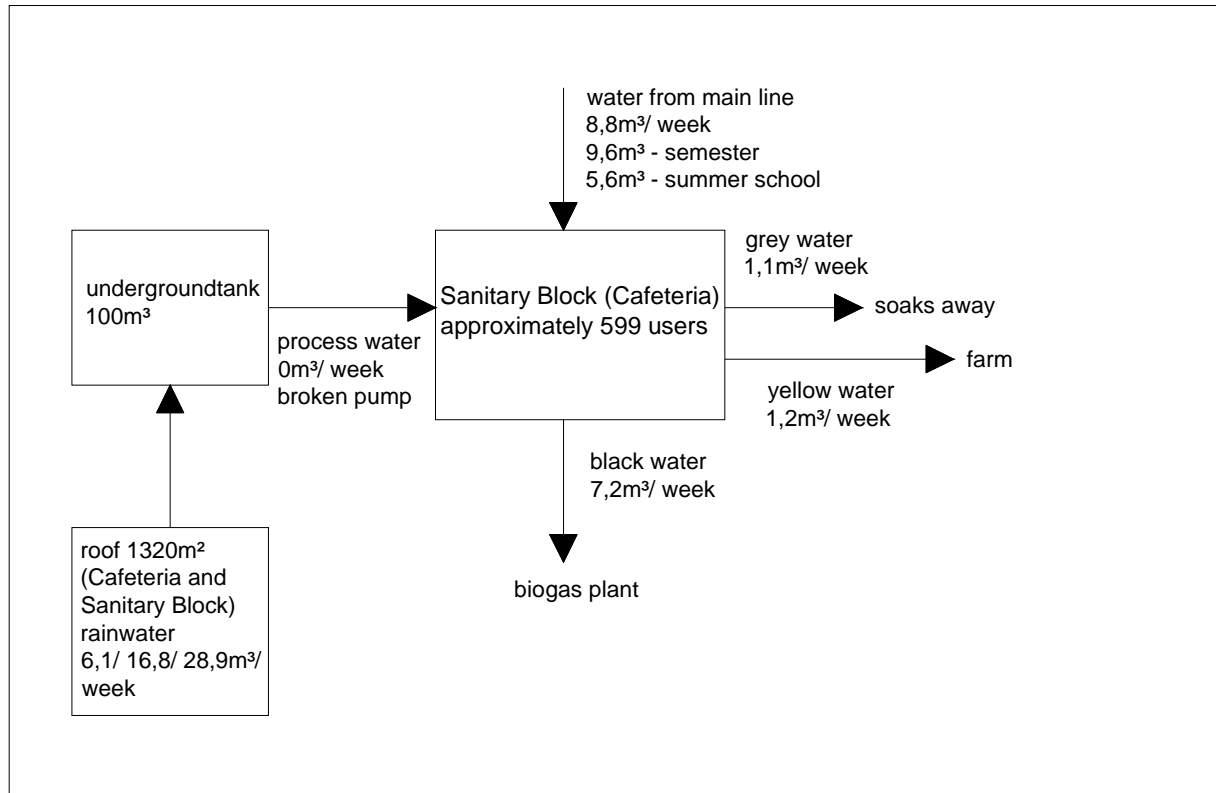 water from main line
8,8m³/ week
9,6m³ - semester
5,6m³ - summer school
undergroundtank
100m³
process water
0m³/ week
broken pump
Sanitary Block (Cafeteria)
approximately 599 users
grey water
1,1m³/ week
soaks away
yellow water
1,2m³/ week
farm
black water
7,2m³/ week
biogas plant
roof 1320m²
(Cafeteria and
Sanitary Block)
rainwater
6,1/ 16,8/ 28,9m³/
week